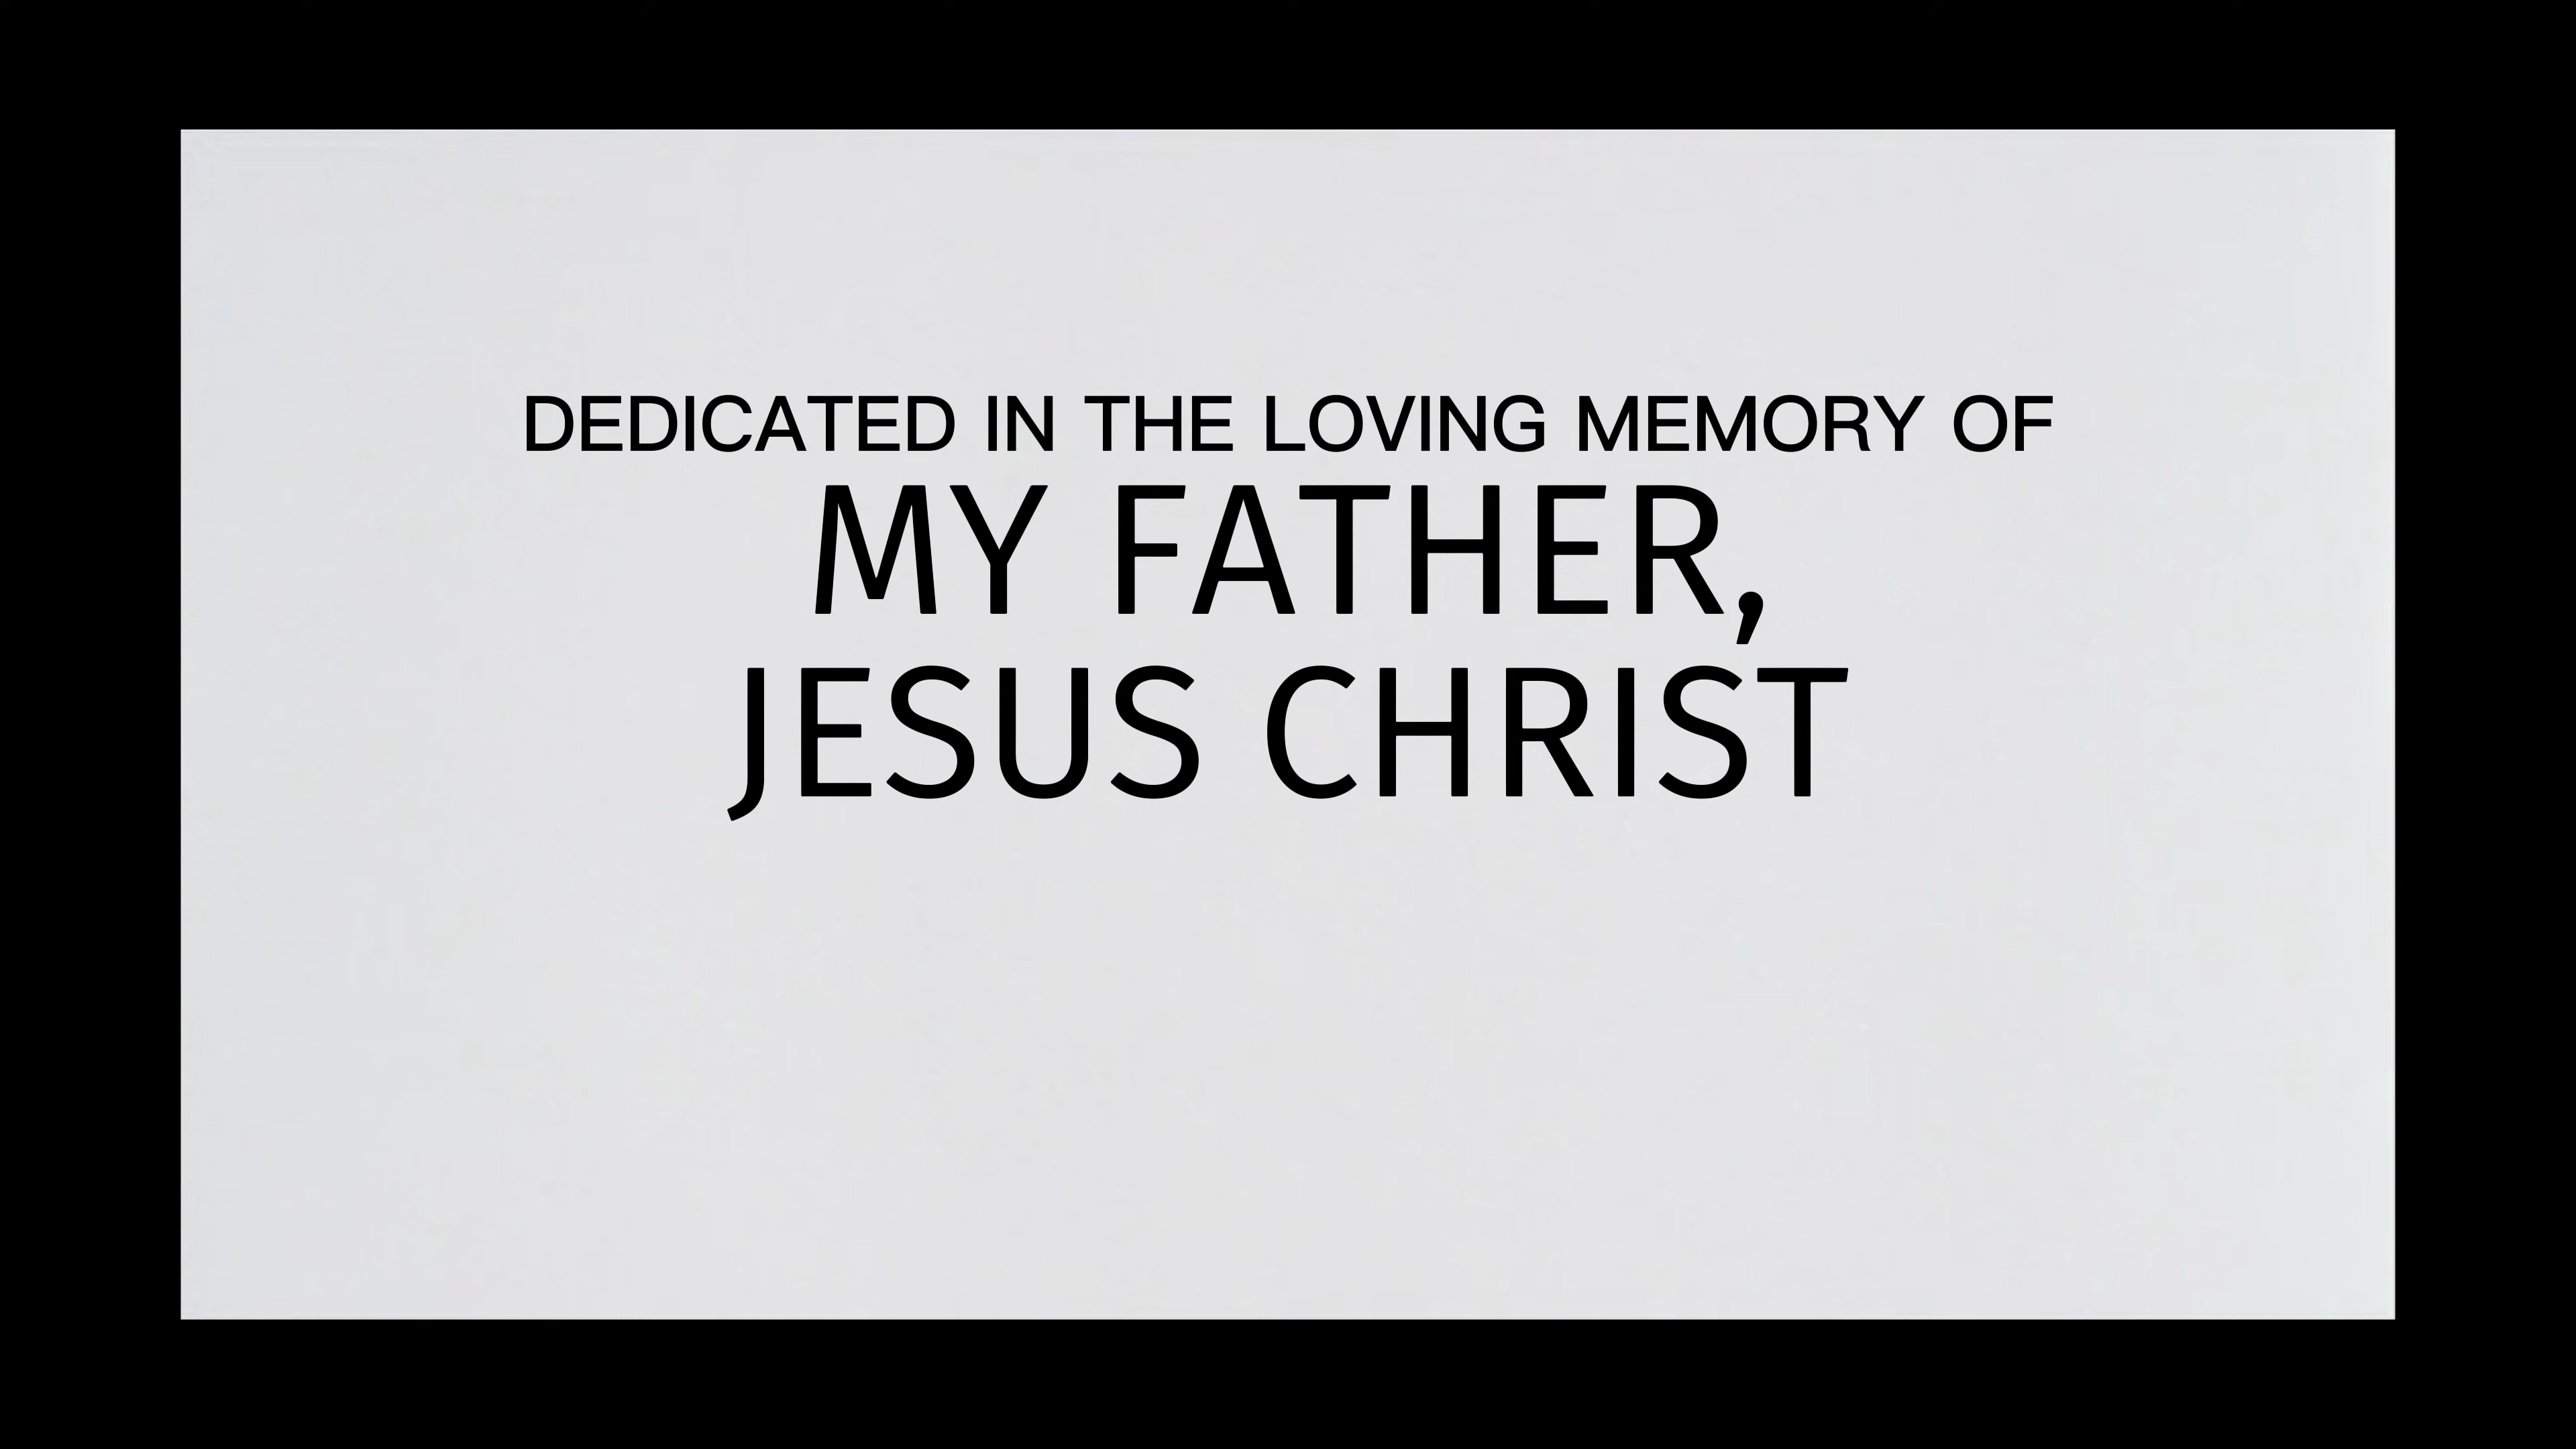 DEDICATED IN THE LOVING MEMORY OF
MY FATHER,
JESUS CHRIST